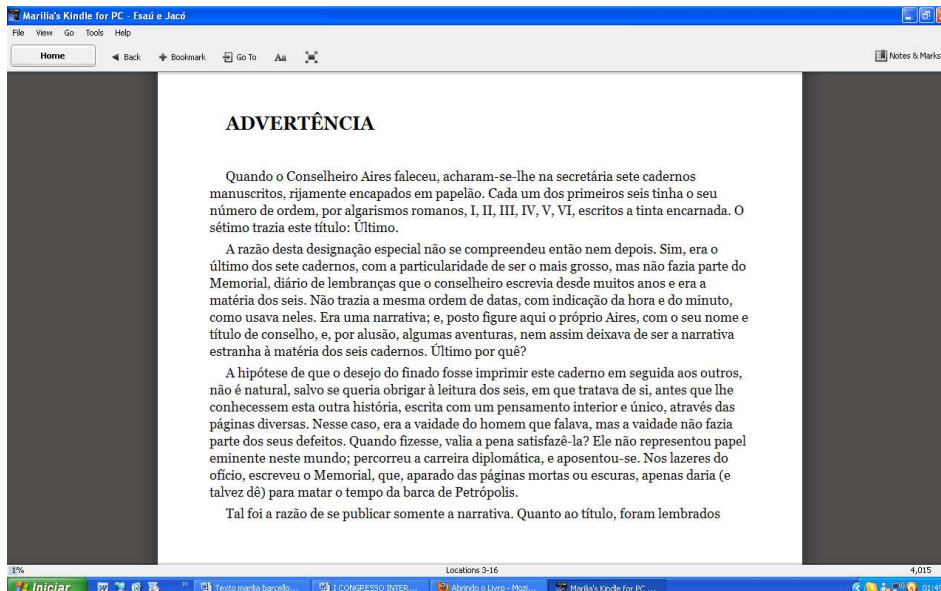 Marilia's Kindle for PC - Esaú e Jacó
File View Go Tools Help
Home Back Bookmark Go To Aa Notes & Marks
ADVERTÊNCIA
Quando o Conselheiro Aires faleceu, acharam-se-lhe na secretária sete cadernos
manuscritos, rijamente encapados em papelão. Cada um dos primeiros seis tinha o seu
número de ordem, por algarismos romanos, I, II, III, IV, V, VI, escritos a tinta encarnada. O
sétimo trazia este título: Último.
A razão desta designação especial não se compreendeu então nem depois. Sim, era o
último dos sete cadernos, com a particularidade de ser o mais grosso, mas não fazia parte do
Memorial, diário de lembranças que o conselheiro escrevia desde muitos anos e era a
matéria dos seis. Não trazia a mesma ordem de datas, com indicação da hora e do minuto,
como usava neles. Era uma narrativa; e, posto figure aqui o próprio Aires, com o seu nome e
título de conselho, e, por alusão, algumas aventuras, nem assim deixava de ser a narrativa
estranha à matéria dos seis cadernos. Último por quê?
A hipótese de que o desejo do finado fosse imprimir este caderno em seguida aos outros,
não é natural, salvo se queria obrigar à leitura dos seis, em que tratava de si, antes que lhe
conhecessem esta outra história, escrita com um pensamento interior e único, através das
páginas diversas. Nesse caso, era a vaidade do homem que falava, mas a vaidade não fazia
parte dos seus defeitos. Quando fizesse, valia a pena satisfazê-la? Ele não representou papel
eminente neste mundo; percorreu a carreira diplomática, e aposentou-se. Nos lazeres do
ofício, escreveu o Memorial, que, aparado das páginas mortas ou escuras, apenas daria (e
talvez dê) para matar o tempo da barca de Petrópolis.
Tal foi a razão de se publicar somente a narrativa. Quanto ao título, foram lembrados
1% Locations 3-16 4,015
Iniciar Texto marilia barcello... I CONGRESSO INTER... Abrindo o Livro - Mozi... Marilia's Kindle for PC ... 01:49